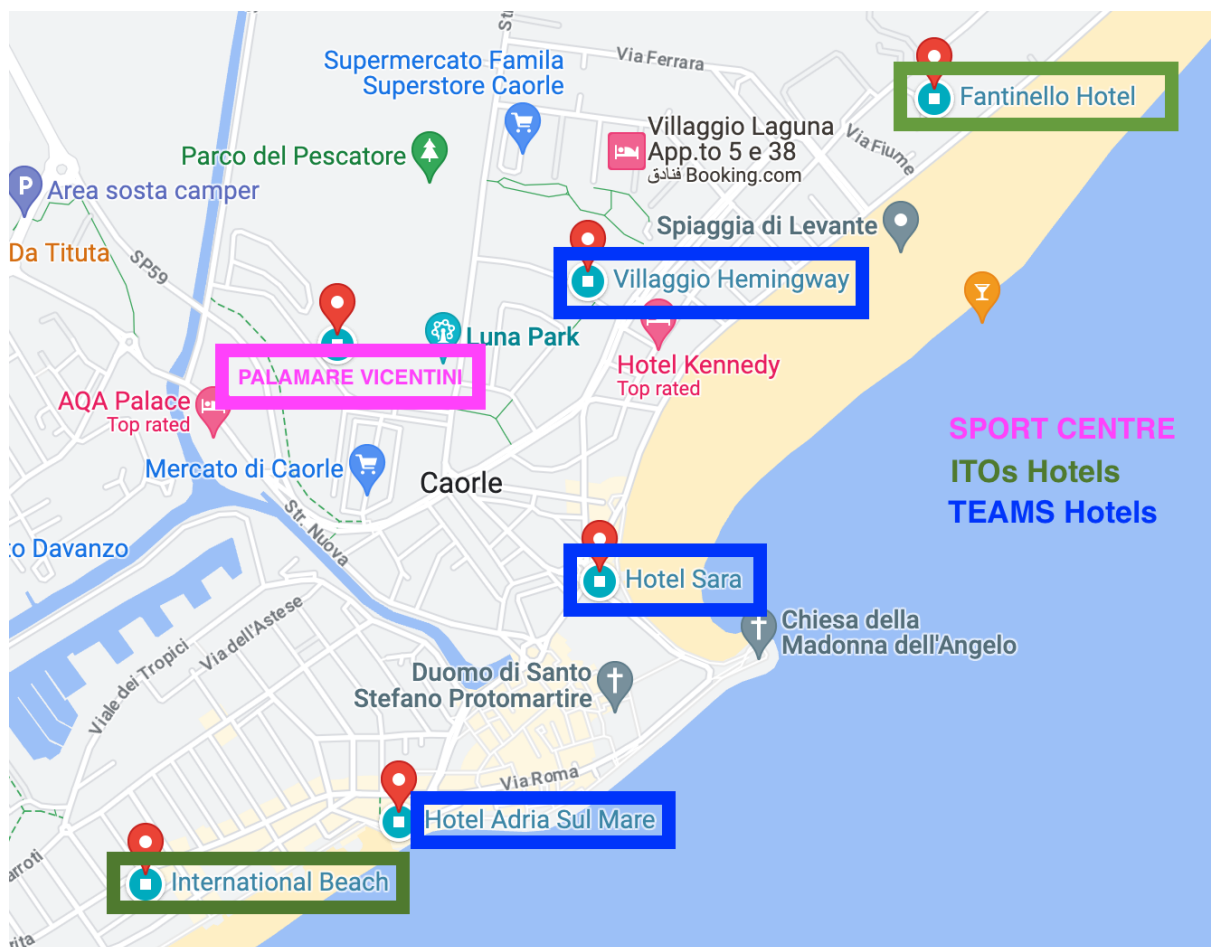 Supermercato Famila
Superstore Caorle
Via Ferrara
Fantinello Hotel
Villaggio Laguna
App.to 5 e 38
فنادق Booking.com
Via Fiume
Parco del Pescatore
P
Area sosta camper
Spiaggia di Levante
Da Tituta
SP59
Villaggio Hemingway
Luna Park
Hotel Kennedy
Top rated
PALAMARE VICENTINI
AQA Palace
Top rated
SPORT CENTRE
ITOs Hotels
TEAMS Hotels
Mercato di Caorle
Caorle
Str. Nuova
o Davanzo
Hotel Sara
Chiesa della
Madonna dell'Angelo
Via dell'Astese
Viale dei Tropici
Duomo di Santo
Stefano Protomartire
Via Roma
Hotel Adria Sul Mare
International Beach
arroti
rita